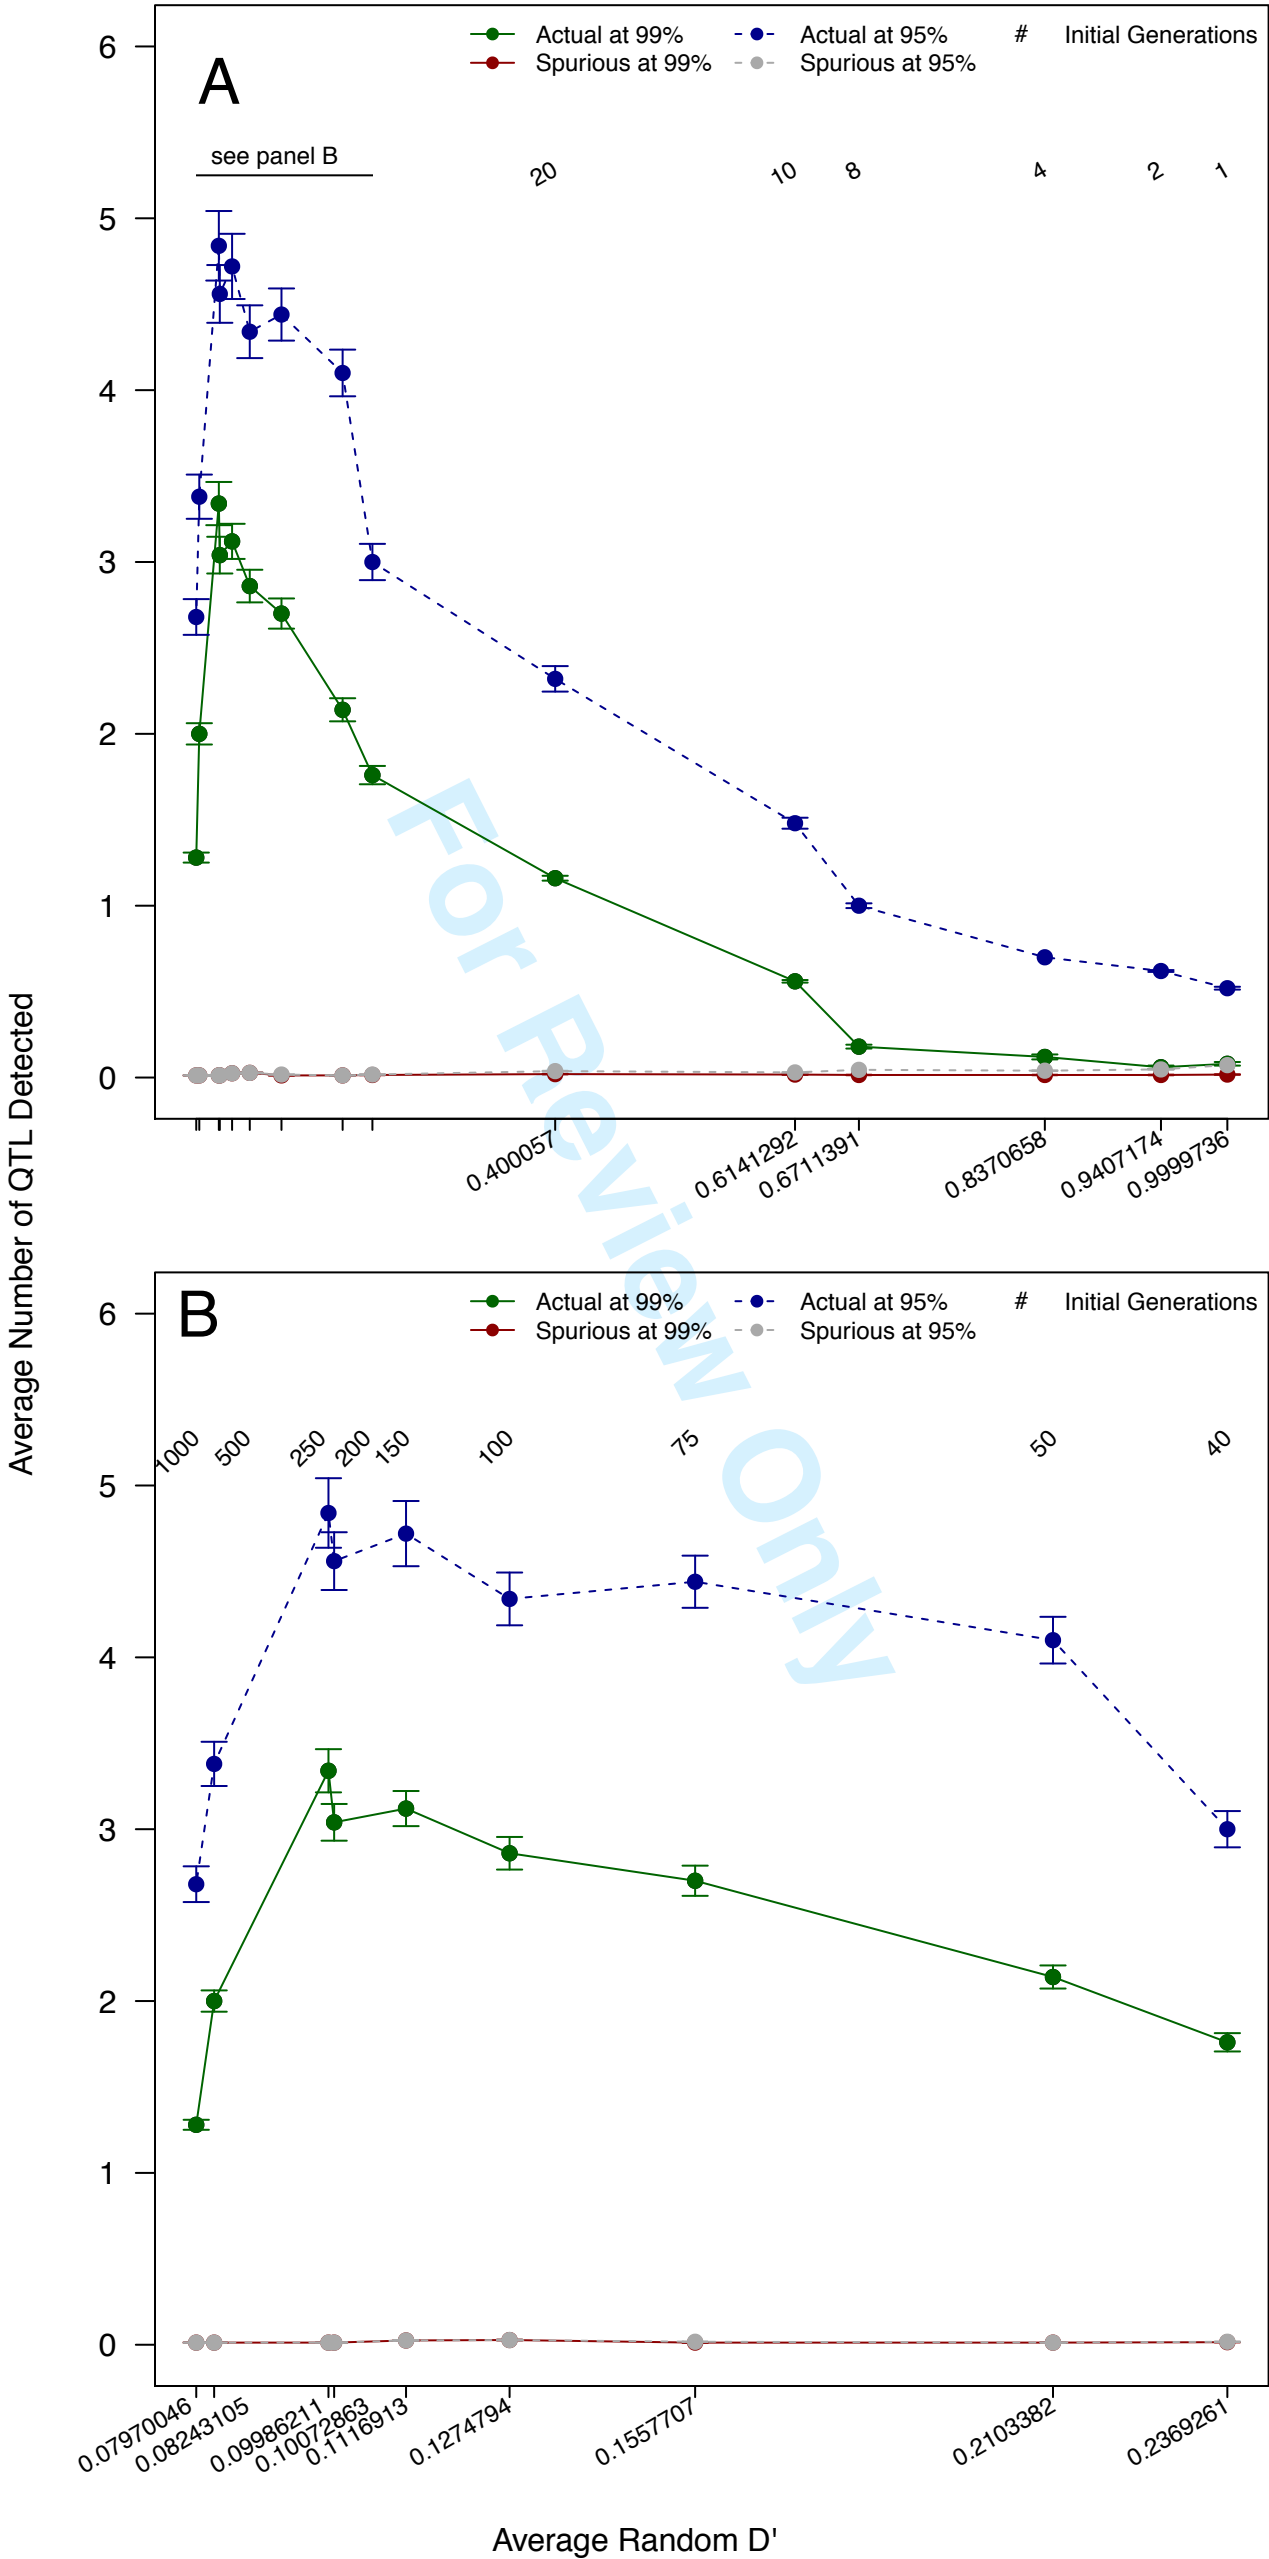 Average Number of QTL Detected
A
Actual at 99%
Spurious at 99%
Actual at 95%
Spurious at 95%
# Initial Generations
see panel B
20 10 8 4 2 1
6
5
4
3
2
1
0
0.400057 0.6141292 0.6711391 0.8370658 0.9407174 0.9999736
B
Actual at 99%
Spurious at 99%
Actual at 95%
Spurious at 95%
# Initial Generations
1000 500 250 200 150 100 75 50 40
6
5
4
3
2
1
0
0.07970046 0.08243105 0.09986211 0.10072863 0.1116913 0.1274794 0.1557707 0.2103382 0.2369261
Average Random D'
For Review Only